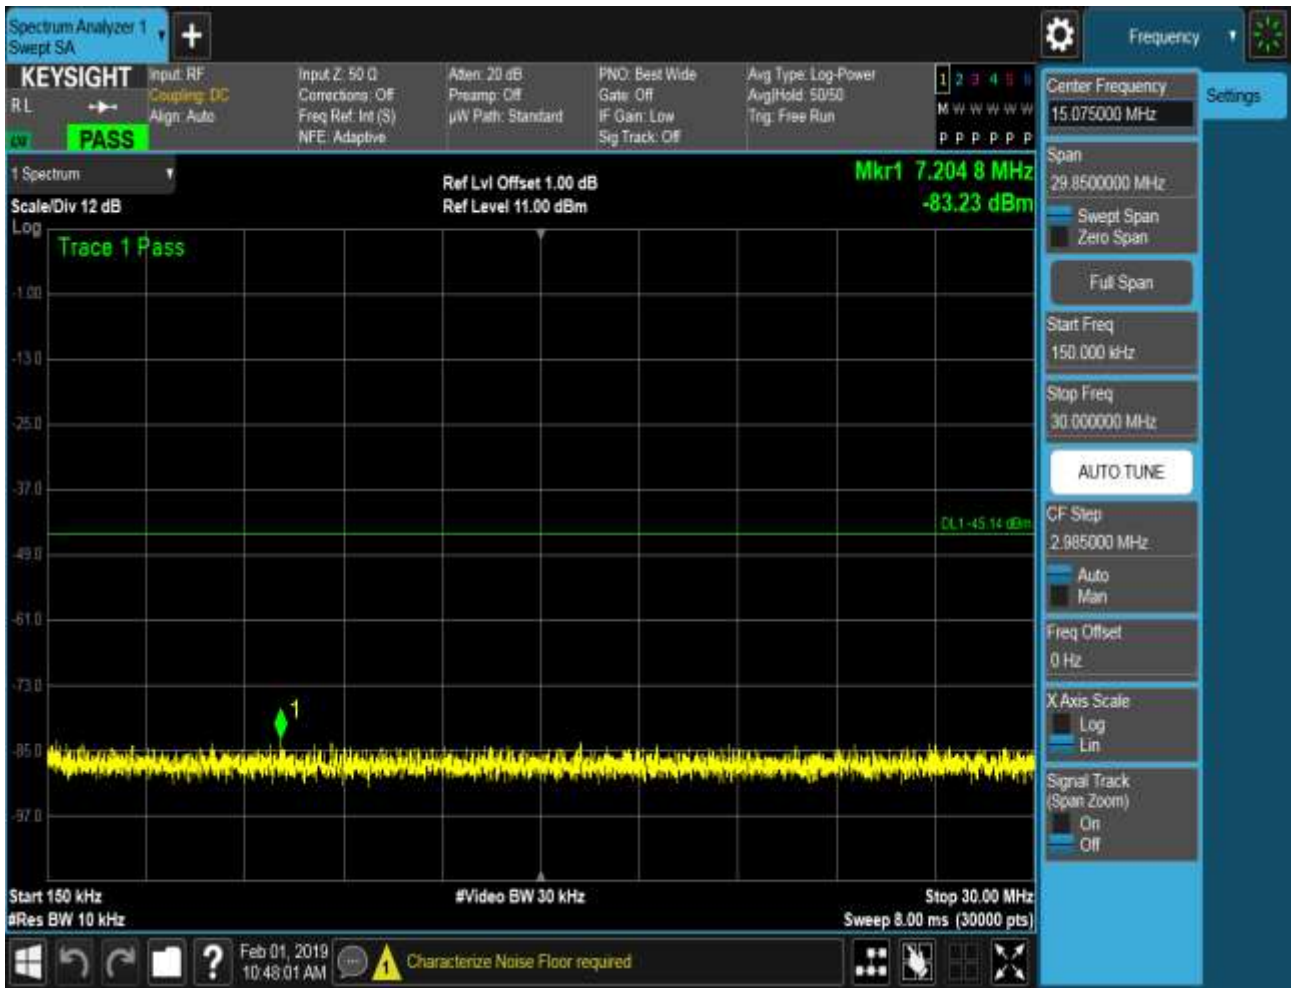 Spectrum Analyzer 1
Swept SA
Frequency
KEYSIGHT
R L
PASS
Input: RF
Coupling: DC
Align: Auto
Input Z: 50 Ω
Corrections: Off
Freq Ref: Int (S)
NFE: Adaptive
Atten: 20 dB
Preamp: Off
µW Path: Standard
PNO: Best Wide
Gate: Off
IF Gain: Low
Sig Track: Off
Avg Type: Log-Power
Avg|Hold: 50/50
Trig: Free Run
1 2 3 4 5 6
M W W W W W
P P P P P P
1 Spectrum
Scale/Div 12 dB
Log
Ref Lvl Offset 1.00 dB
Ref Level 11.00 dBm
Mkr1 7.204 8 MHz
-83.23 dBm
Trace 1 Pass
-1.00
-13.0
-25.0
-37.0
DL1 -45.14 dBm
-49.0
-61.0
-73.0
1
-85.0
-97.0
Start 150 kHz
#Res BW 10 kHz
#Video BW 30 kHz
Stop 30.00 MHz
Sweep 8.00 ms (30000 pts)
Feb 01, 2019
10:48:01 AM
Characterize Noise Floor required
Center Frequency
15.075000 MHz
Settings
Span
29.8500000 MHz
Swept Span
Zero Span
Full Span
Start Freq
150.000 kHz
Stop Freq
30.000000 MHz
AUTO TUNE
CF Step
2.985000 MHz
Auto
Man
Freq Offset
0 Hz
X Axis Scale
Log
Lin
Signal Track
(Span Zoom)
On
Off